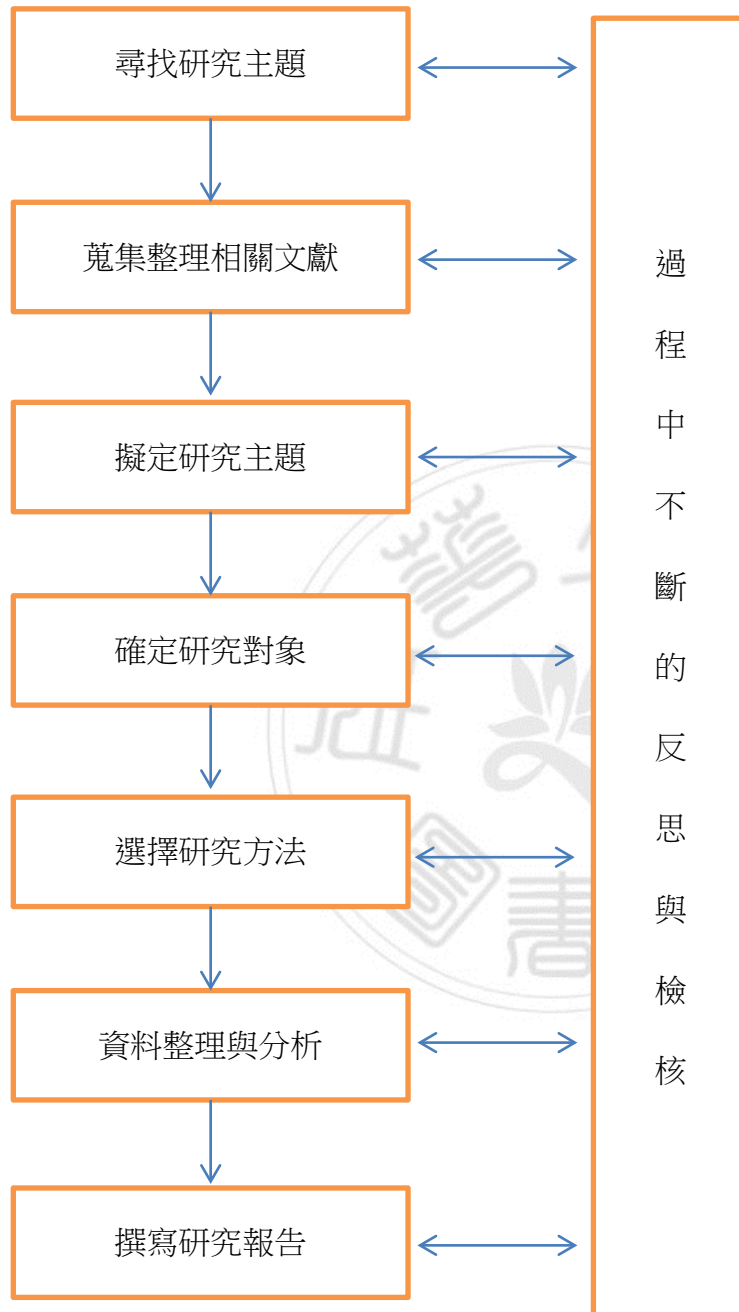 尋找研究主題
蒐集整理相關文獻
擬定研究主題
確定研究對象
選擇研究方法
資料整理與分析
撰寫研究報告
過程中不斷的反思與檢核